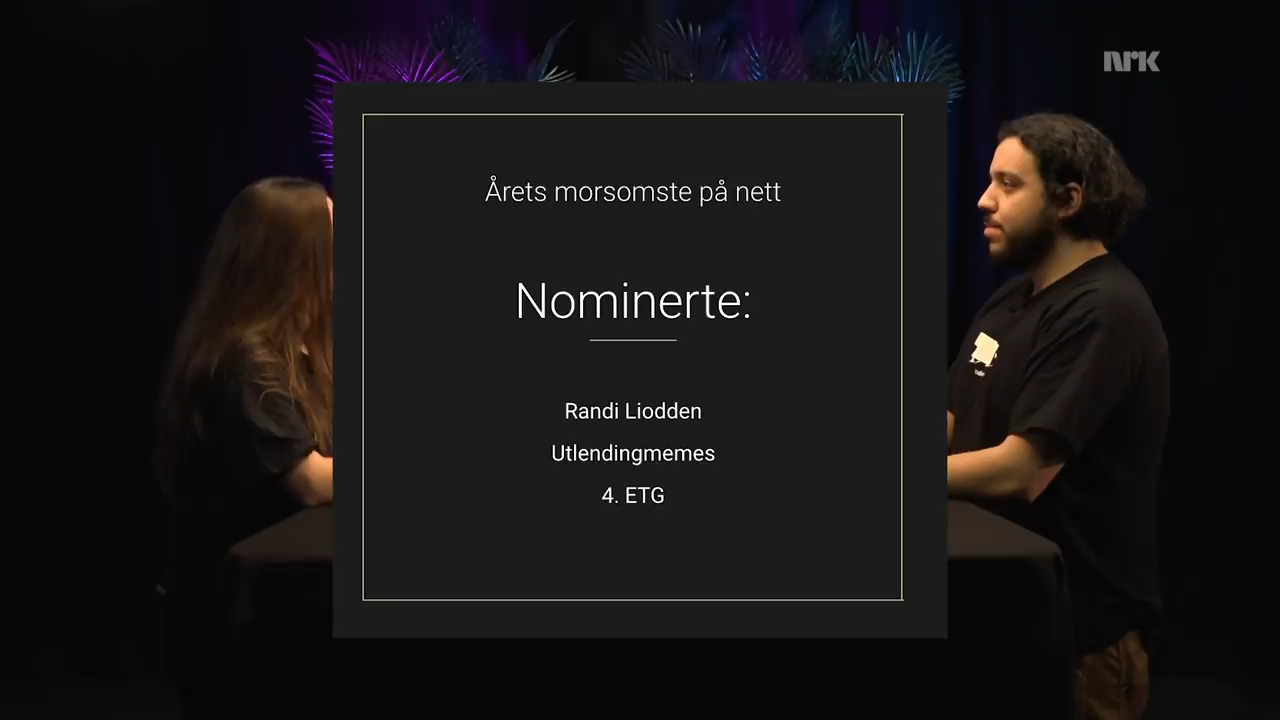 nrk
Årets morsomste på nett
Nominerte:
Randi Liodden
Utlendingmemes
4. ETG